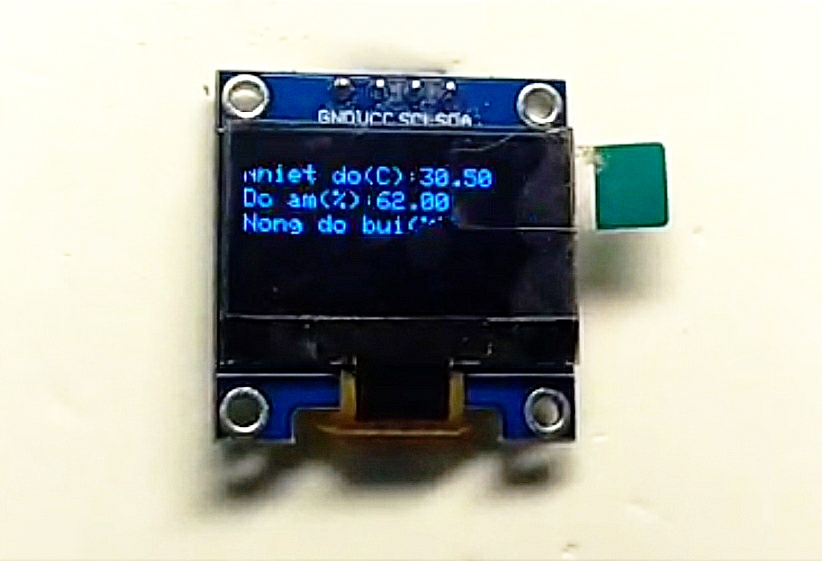 GND VCC SCL SDA
Nhiet do(C):30.50
Do am(%):62.00
Nong do bui(%